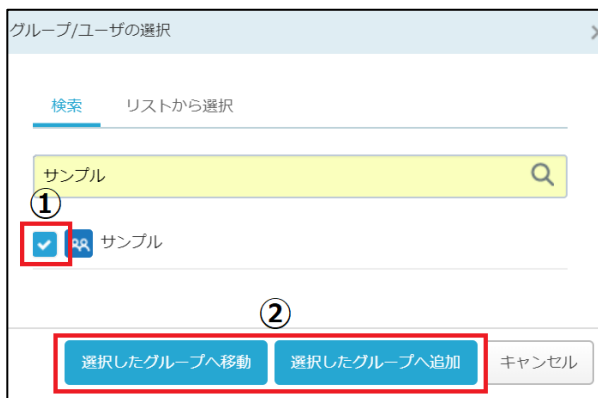 グループ/ユーザの選択
検索 リストから選択
サンプル
①
サンプル
②
選択したグループへ移動 選択したグループへ追加 キャンセル